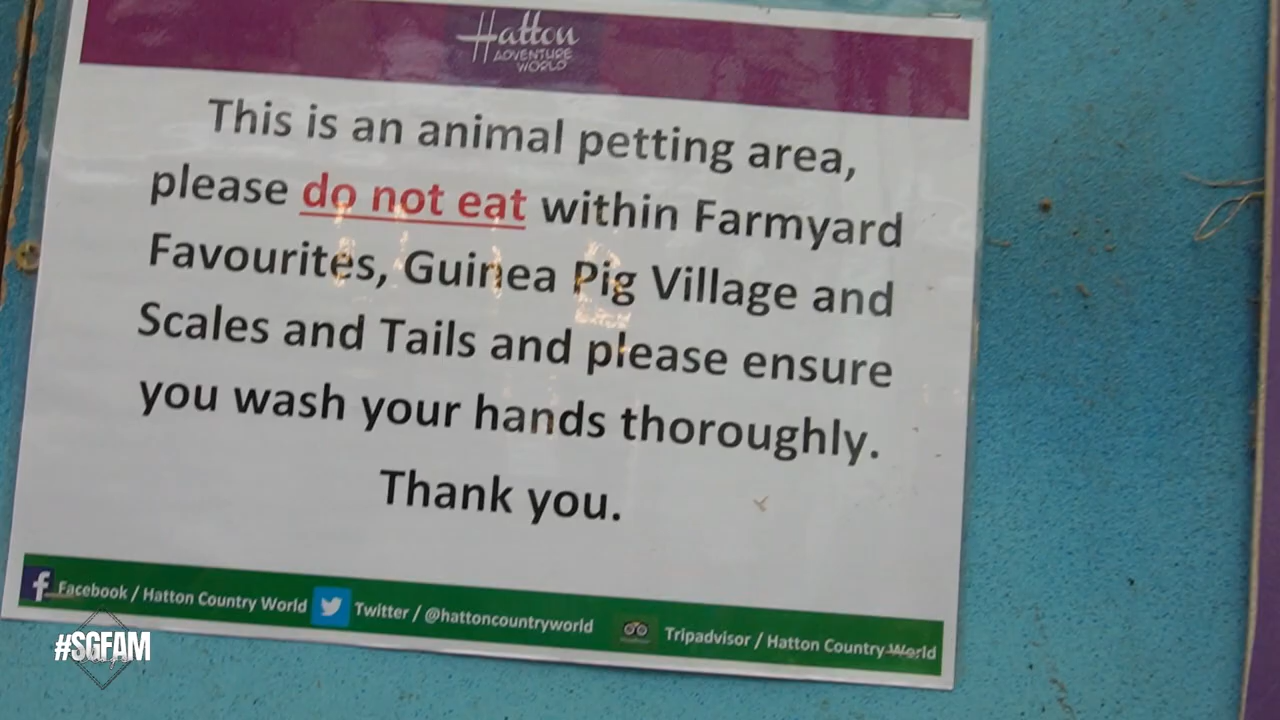 Hatton
ADVENTURE
WORLD
This is an animal petting area,
please do not eat within Farmyard
Favourites, Guinea Pig Village and
Scales and Tails and please ensure
you wash your hands thoroughly.
Thank you.
f Facebook / Hatton Country World Twitter / @hattoncountryworld Tripadvisor / Hatton Country World
#SGFAM